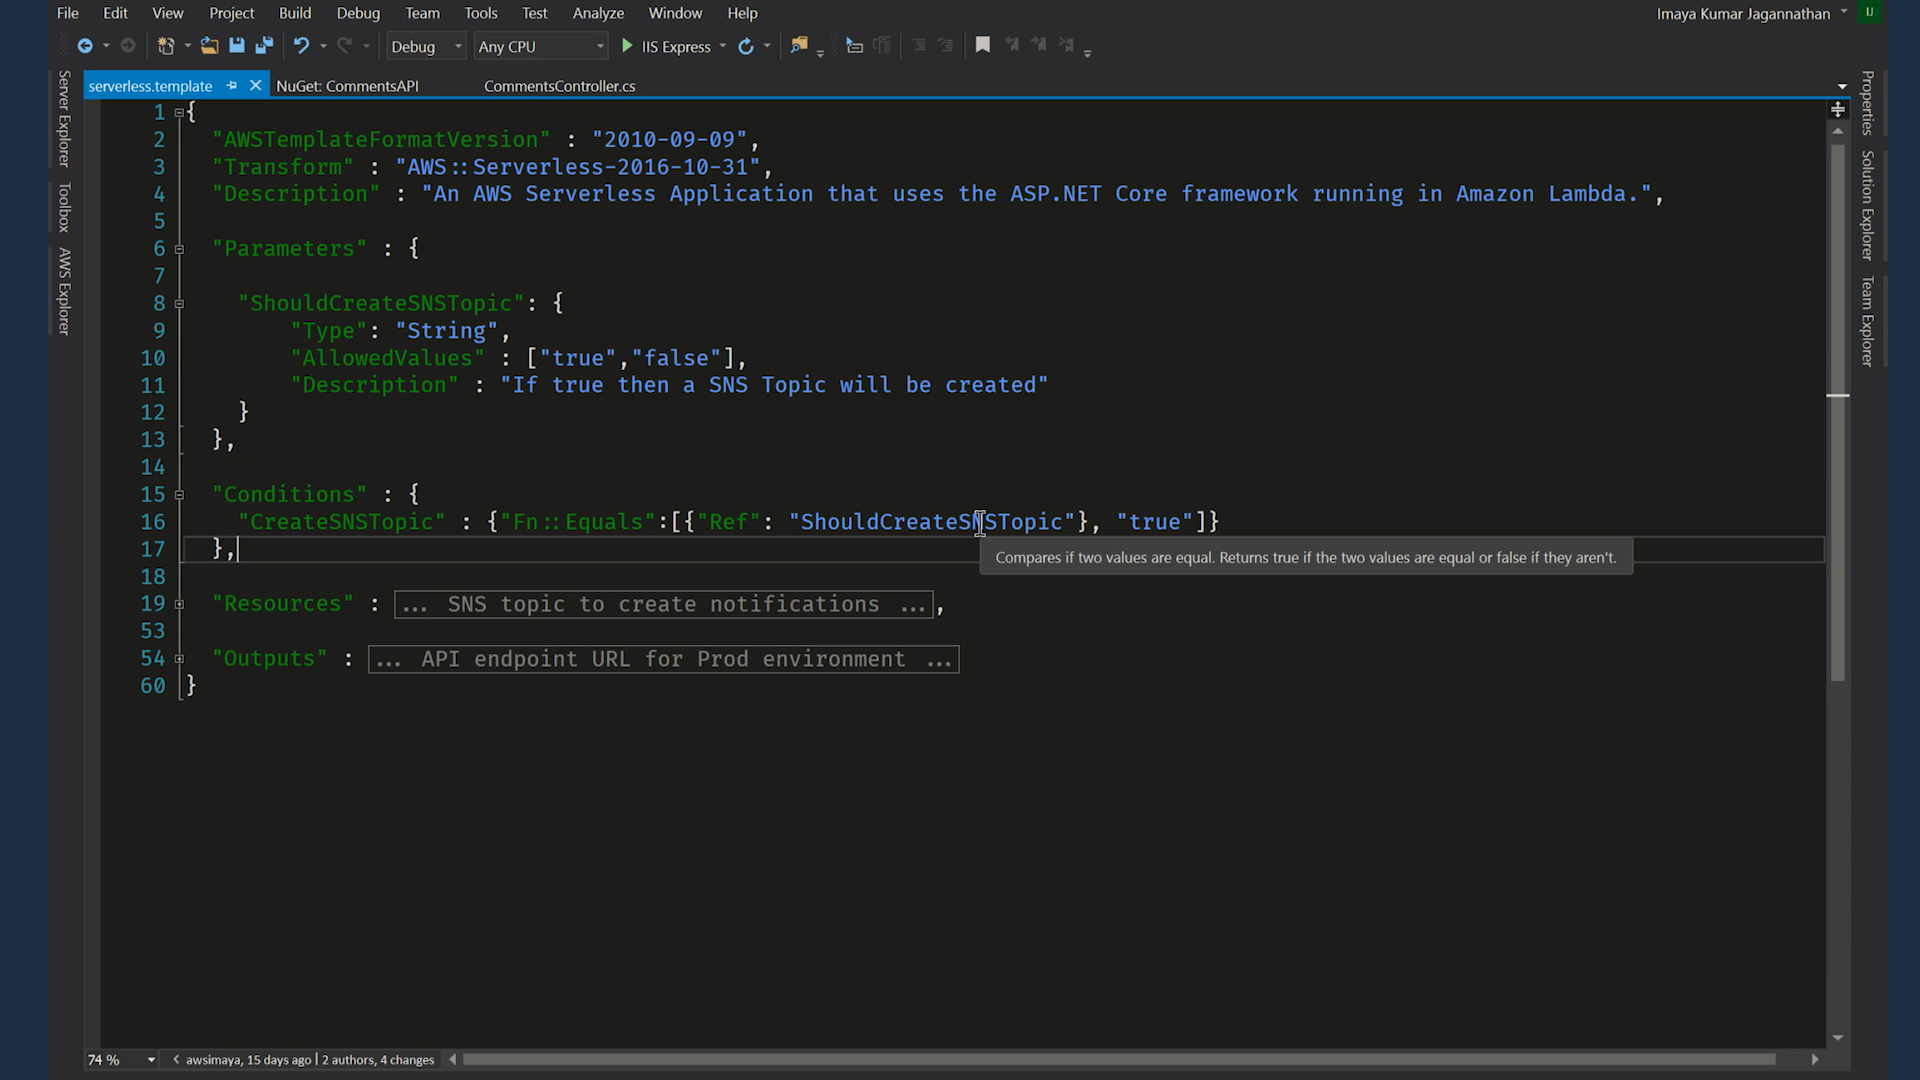 File Edit View Project Build Debug Team Tools Test Analyze Window Help Imaya Kumar Jagannathan IJ
Debug Any CPU IIS Express
serverless.template NuGet: CommentsAPI CommentsController.cs
Server Explorer
Toolbox
AWS Explorer
1 {
2 "AWSTemplateFormatVersion" : "2010-09-09",
3 "Transform" : "AWS::Serverless-2016-10-31",
4 "Description" : "An AWS Serverless Application that uses the ASP.NET Core framework running in Amazon Lambda.",
5
6 "Parameters" : {
7
8 "ShouldCreateSNSTopic": {
9 "Type": "String",
10 "AllowedValues" : ["true","false"],
11 "Description" : "If true then a SNS Topic will be created"
12 }
13 },
14
15 "Conditions" : {
16 "CreateSNSTopic" : {"Fn::Equals":[{"Ref": "ShouldCreateSNSTopic"}, "true"]}
17 },
Compares if two values are equal. Returns true if the two values are equal or false if they aren't.
18
19 "Resources" : ... SNS topic to create notifications ...,
53
54 "Outputs" : ... API endpoint URL for Prod environment ...
60 }
Properties
Solution Explorer
Team Explorer
74 % < awsimaya, 15 days ago | 2 authors, 4 changes